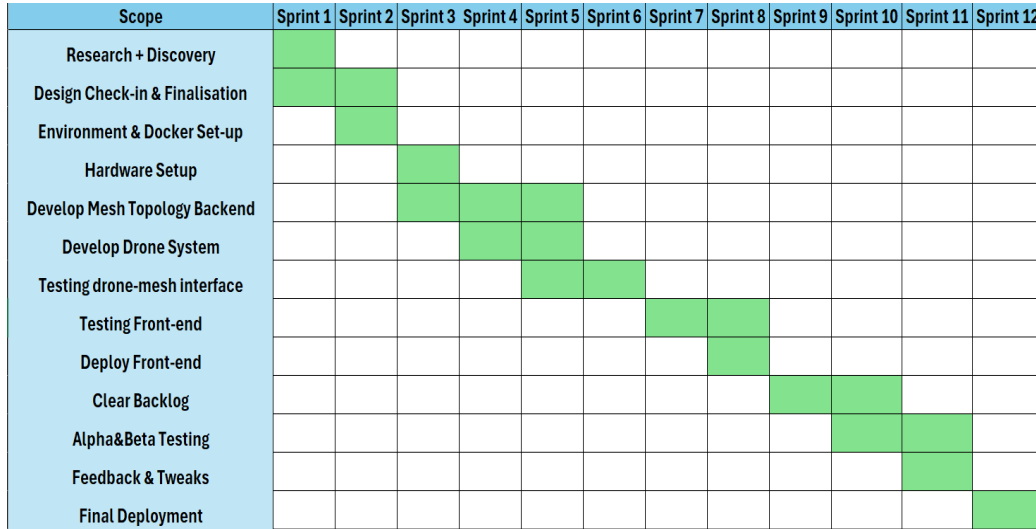 Scope Sprint 1 Sprint 2 Sprint 3 Sprint 4 Sprint 5 Sprint 6 Sprint 7 Sprint 8 Sprint 9 Sprint 10 Sprint 11 Sprint 12
Research + Discovery
Design Check-in & Finalisation
Environment & Docker Set-up
Hardware Setup
Develop Mesh Topology Backend
Develop Drone System
Testing drone-mesh interface
Testing Front-end
Deploy Front-end
Clear Backlog
Alpha&Beta Testing
Feedback & Tweaks
Final Deployment